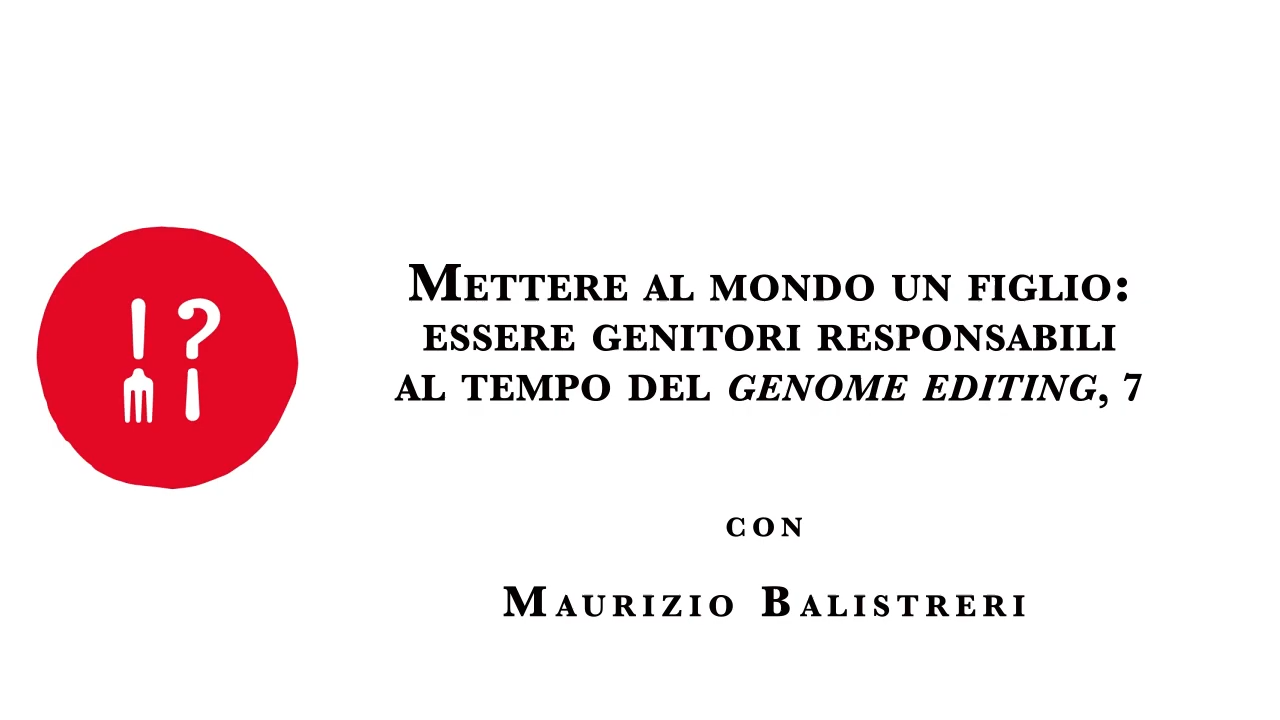 Mettere al mondo un figlio:
essere genitori responsabili
al tempo del genome editing, 7
con
Maurizio Balistreri